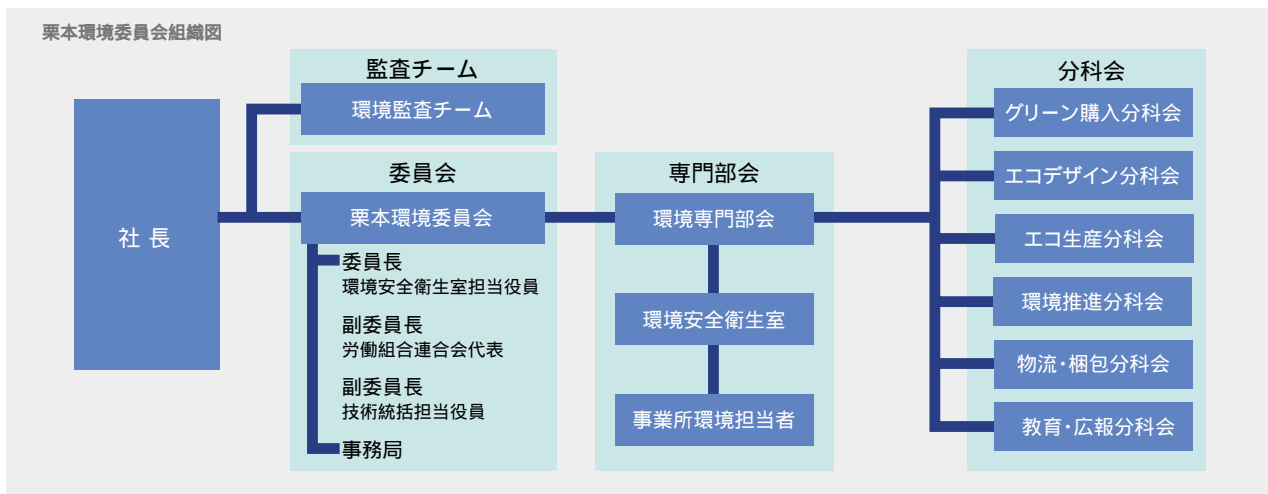 栗本環境委員会組織図
社 長
監査チーム
環境監査チーム
委員会
栗本環境委員会
委員長
環境安全衛生室担当役員
副委員長
労働組合連合会代表
副委員長
技術統括担当役員
事務局
専門部会
環境専門部会
環境安全衛生室
事業所環境担当者
分科会
グリーン購入分科会
エコデザイン分科会
エコ生産分科会
環境推進分科会
物流・梱包分科会
教育・広報分科会